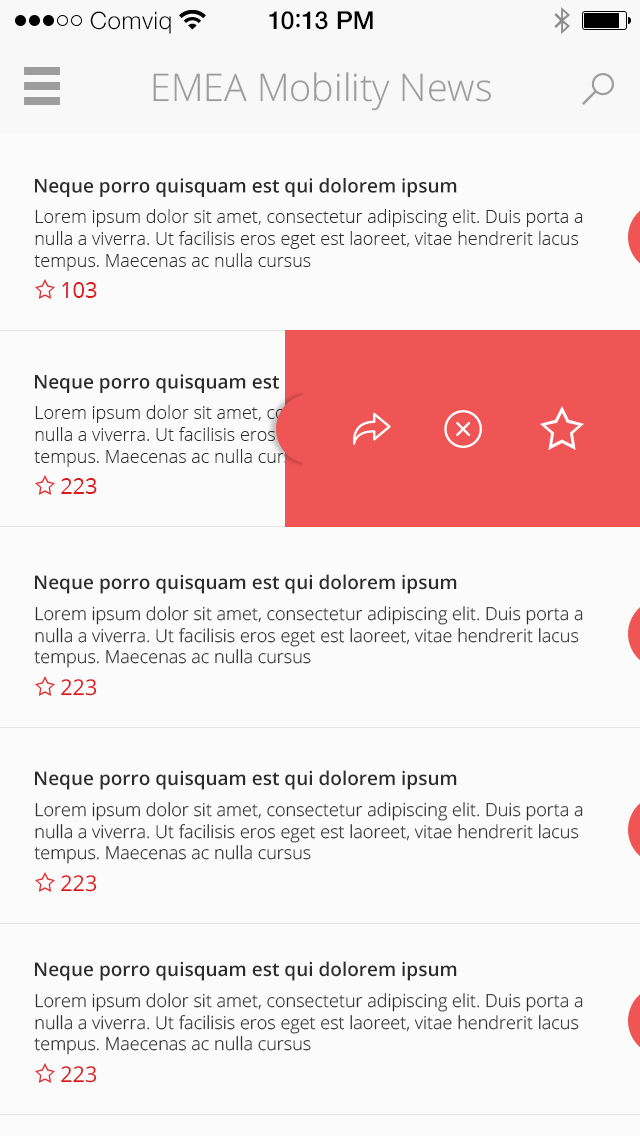 Comviq 10:13 PM
EMEA Mobility News
Neque porro quisquam est qui dolorem ipsum
Lorem ipsum dolor sit amet, consectetur adipiscing elit. Duis porta a
nulla a viverra. Ut facilisis eros eget est laoreet, vitae hendrerit lacus
tempus. Maecenas ac nulla cursus
103
Neque porro quisquam est
Lorem ipsum dolor sit amet,
nulla a viverra. Ut facilisis eros
tempus. Maecenas ac nulla
223
Neque porro quisquam est qui dolorem ipsum
Lorem ipsum dolor sit amet, consectetur adipiscing elit. Duis porta a
nulla a viverra. Ut facilisis eros eget est laoreet, vitae hendrerit lacus
tempus. Maecenas ac nulla cursus
223
Neque porro quisquam est qui dolorem ipsum
Lorem ipsum dolor sit amet, consectetur adipiscing elit. Duis porta a
nulla a viverra. Ut facilisis eros eget est laoreet, vitae hendrerit lacus
tempus. Maecenas ac nulla cursus
223
Neque porro quisquam est qui dolorem ipsum
Lorem ipsum dolor sit amet, consectetur adipiscing elit. Duis porta a
nulla a viverra. Ut facilisis eros eget est laoreet, vitae hendrerit lacus
tempus. Maecenas ac nulla cursus
223